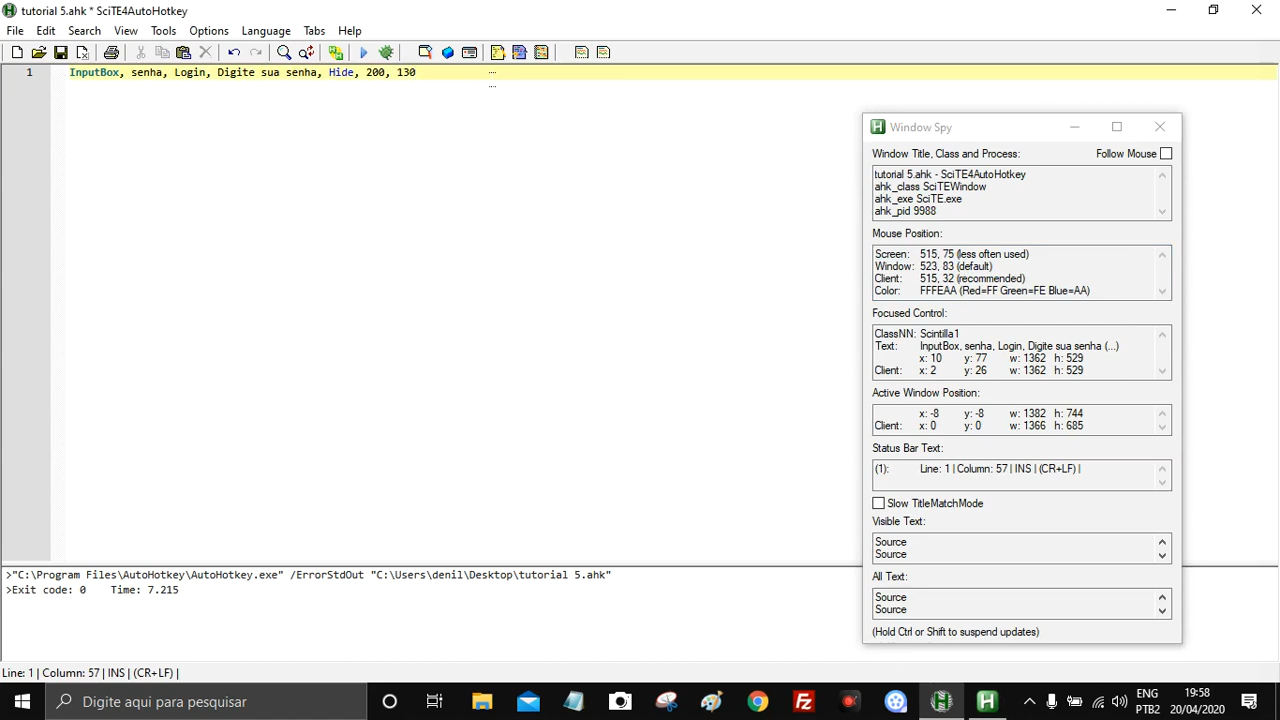 tutorial 5.ahk * SciTE4AutoHotkey
File Edit Search View Tools Options Language Tabs Help
1 InputBox, senha, Login, Digite sua senha, Hide, 200, 130
Window Spy
Window Title, Class and Process: Follow Mouse
tutorial 5.ahk - SciTE4AutoHotkey
ahk_class SciTEWindow
ahk_exe SciTE.exe
ahk_pid 9988
Mouse Position:
Screen: 515, 75 (less often used)
Window: 523, 83 (default)
Client: 515, 32 (recommended)
Color: FFFEAA (Red=FF Green=FE Blue=AA)
Focused Control:
ClassNN: Scintilla1
Text: InputBox, senha, Login, Digite sua senha (...)
x: 10 y: 77 w: 1362 h: 529
Client: x: 2 y: 26 w: 1362 h: 529
Active Window Position:
x: -8 y: -8 w: 1382 h: 744
Client: x: 0 y: 0 w: 1366 h: 685
Status Bar Text:
(1): Line: 1 | Column: 57 | INS | (CR+LF) |
Slow TitleMatchMode
Visible Text:
Source
Source
All Text:
Source
Source
(Hold Ctrl or Shift to suspend updates)
>"C:\Program Files\AutoHotkey\AutoHotkey.exe" /ErrorStdOut "C:\Users\denil\Desktop\tutorial 5.ahk"
>Exit code: 0 Time: 7.215
Line: 1 | Column: 57 | INS | (CR+LF) |
Digite aqui para pesquisar
ENG
PTB2
19:58
20/04/2020